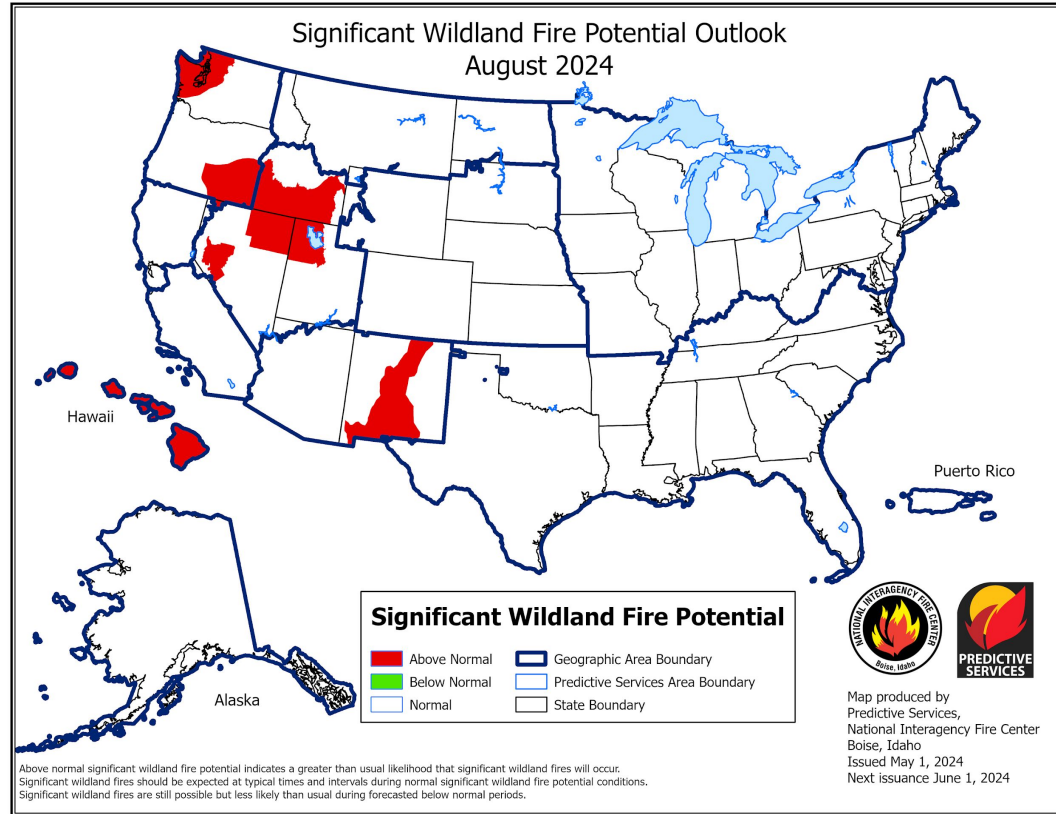 Significant Wildland Fire Potential Outlook
August 2024
Hawaii
Puerto Rico
Alaska
Significant Wildland Fire Potential
Above Normal
Below Normal
Normal
Geographic Area Boundary
Predictive Services Area Boundary
State Boundary
NATIONAL INTERAGENCY FIRE CENTER
Boise, Idaho
PREDICTIVE
SERVICES
Map produced by
Predictive Services,
National Interagency Fire Center
Boise, Idaho
Issued May 1, 2024
Next issuance June 1, 2024
Above normal significant wildland fire potential indicates a greater than usual likelihood that significant wildland fires will occur.
Significant wildland fires should be expected at typical times and intervals during normal significant wildland fire potential conditions.
Significant wildland fires are still possible but less likely than usual during forecasted below normal periods.